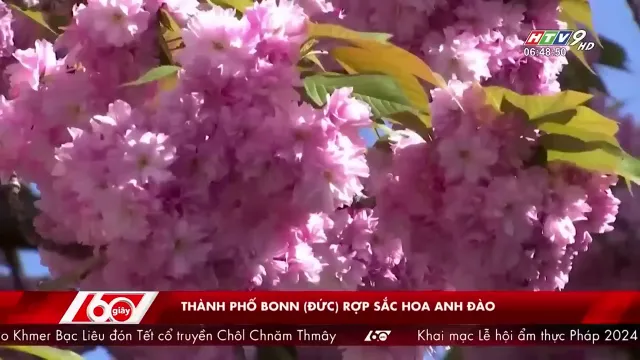 HTV9 HD
06:48:50
60 giây
THÀNH PHỐ BONN (ĐỨC) RỢP SẮC HOA ANH ĐÀO
o Khmer Bạc Liêu đón Tết cổ truyền Chôl Chnăm Thmây 60 Khai mạc Lễ hội ẩm thực Pháp 2024